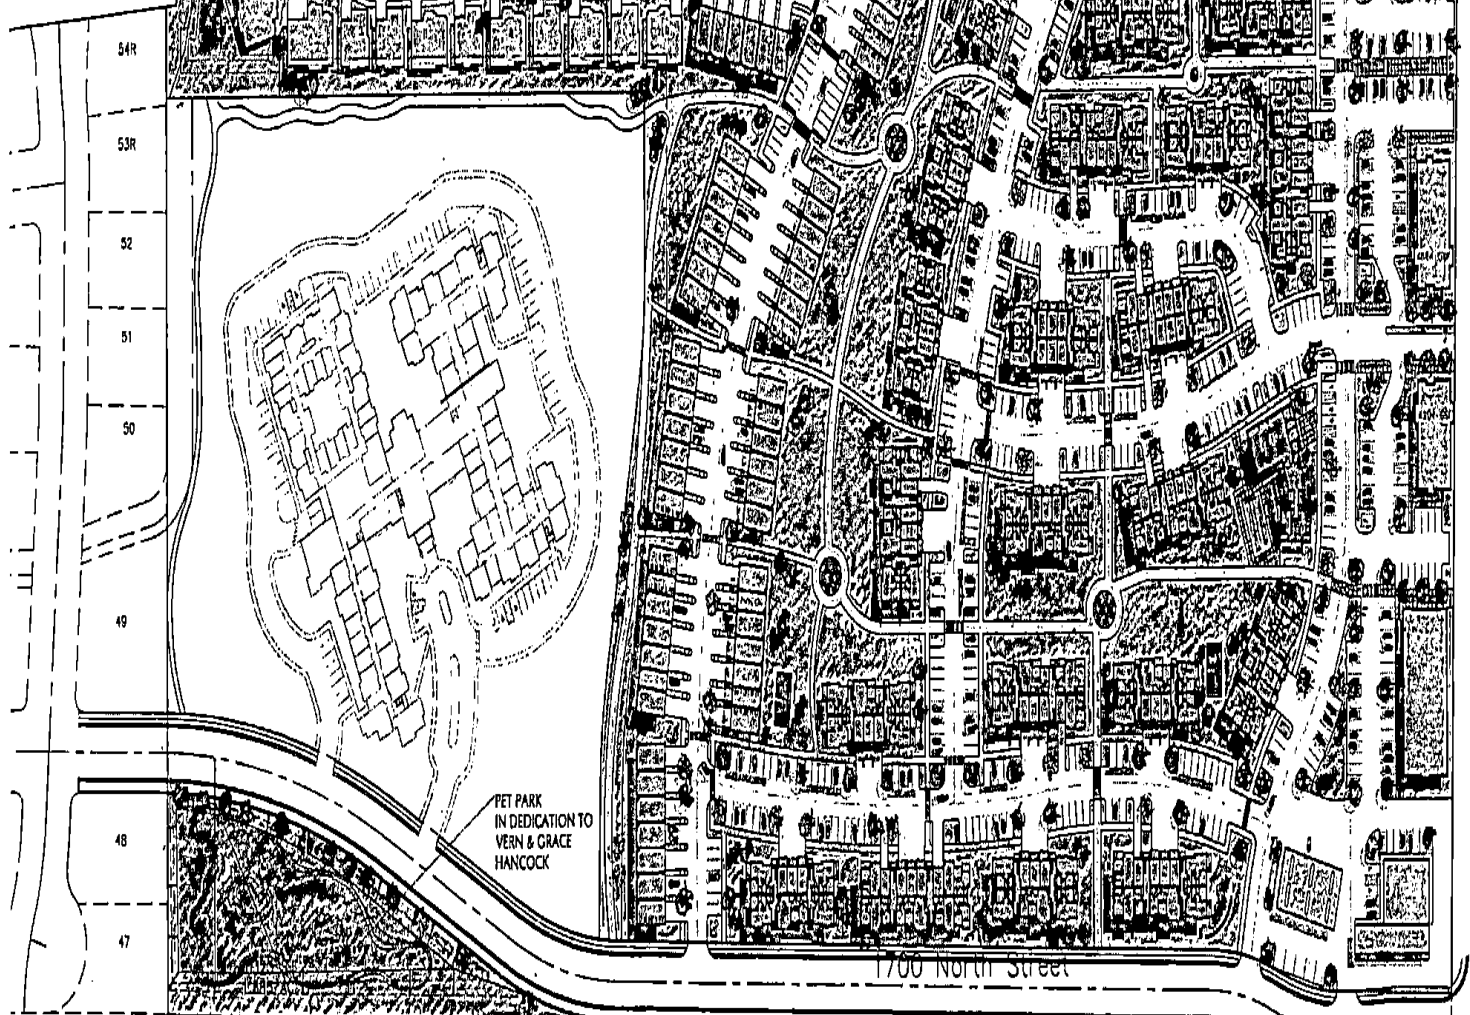 54R
53R
52
51
50
49
48
47
PET PARK
IN DEDICATION TO
VERN & GRACE
HANCOCK
1700 North Street